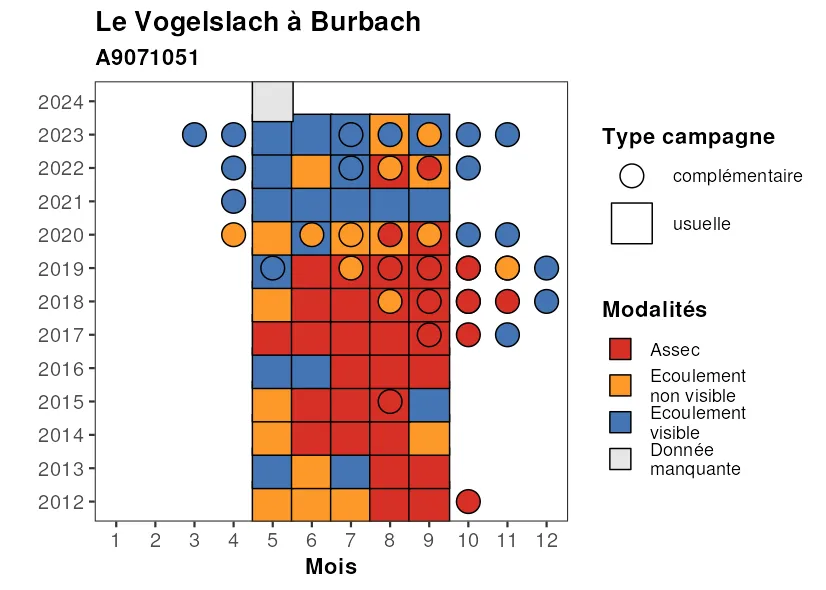 Le Vogelslach à Burbach
A9071051
2024
2023
2022
2021
2020
2019
2018
2017
2016
2015
2014
2013
2012
1 2 3 4 5 6 7 8 9 10 11 12
Mois
Type campagne
complémentaire
usuelle
Modalités
Assec
Ecoulement
non visible
Ecoulement
visible
Donnée
manquante